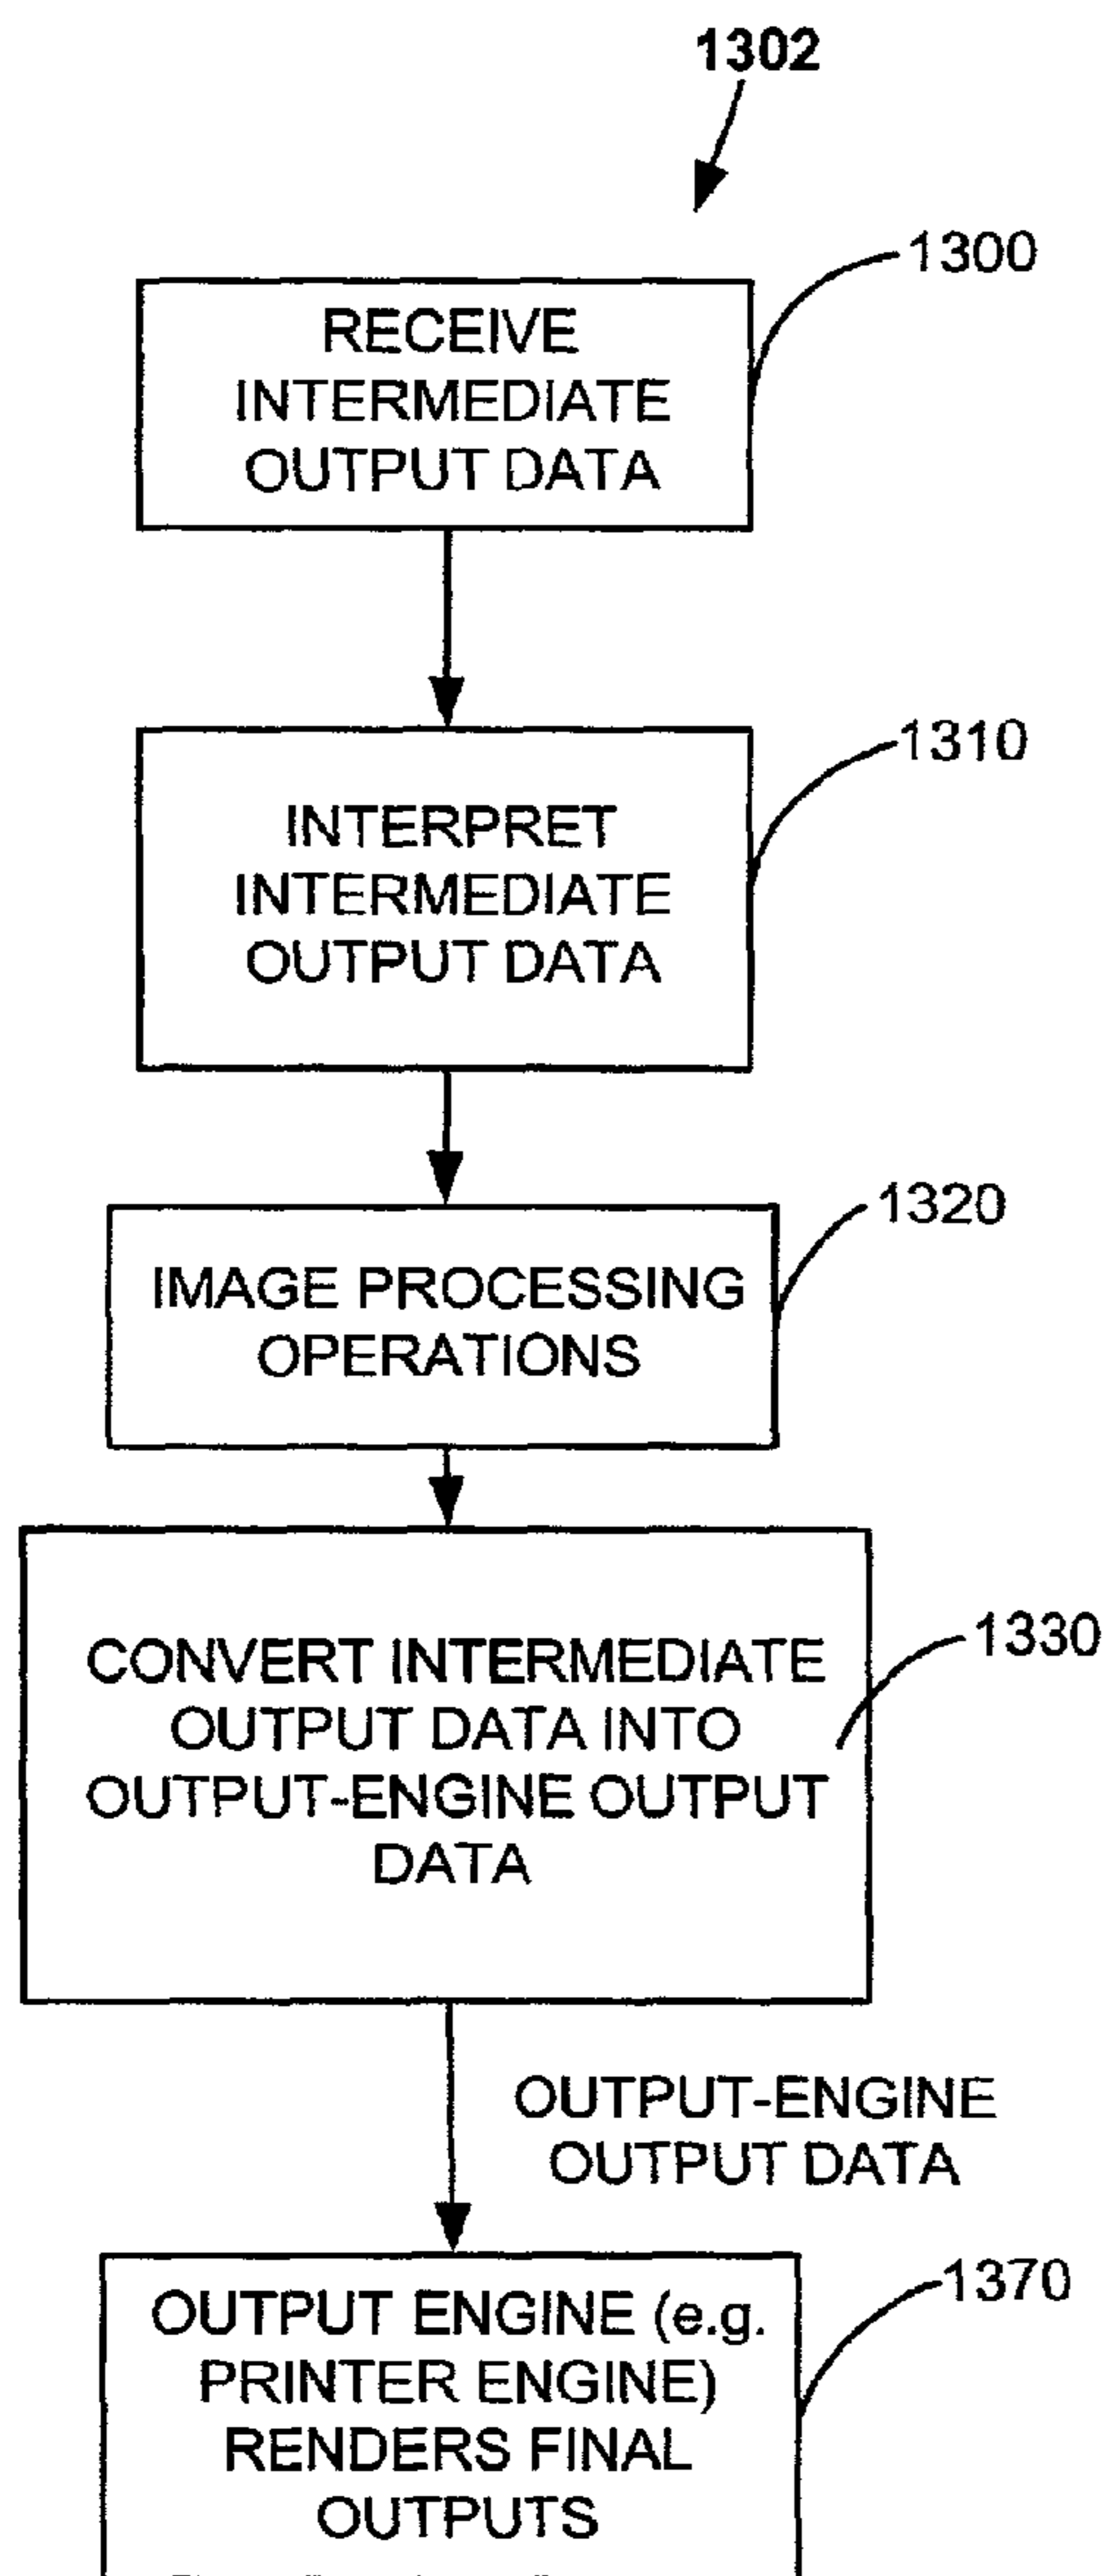 1302
1300
RECEIVE
INTERMEDIATE
OUTPUT DATA
1310
INTERPRET
INTERMEDIATE
OUTPUT DATA
1320
IMAGE PROCESSING
OPERATIONS
1330
CONVERT INTERMEDIATE
OUTPUT DATA INTO
OUTPUT-ENGINE OUTPUT
DATA
OUTPUT-ENGINE
OUTPUT DATA
1370
OUTPUT ENGINE (e.g.
PRINTER ENGINE)
RENDERS FINAL
OUTPUTS